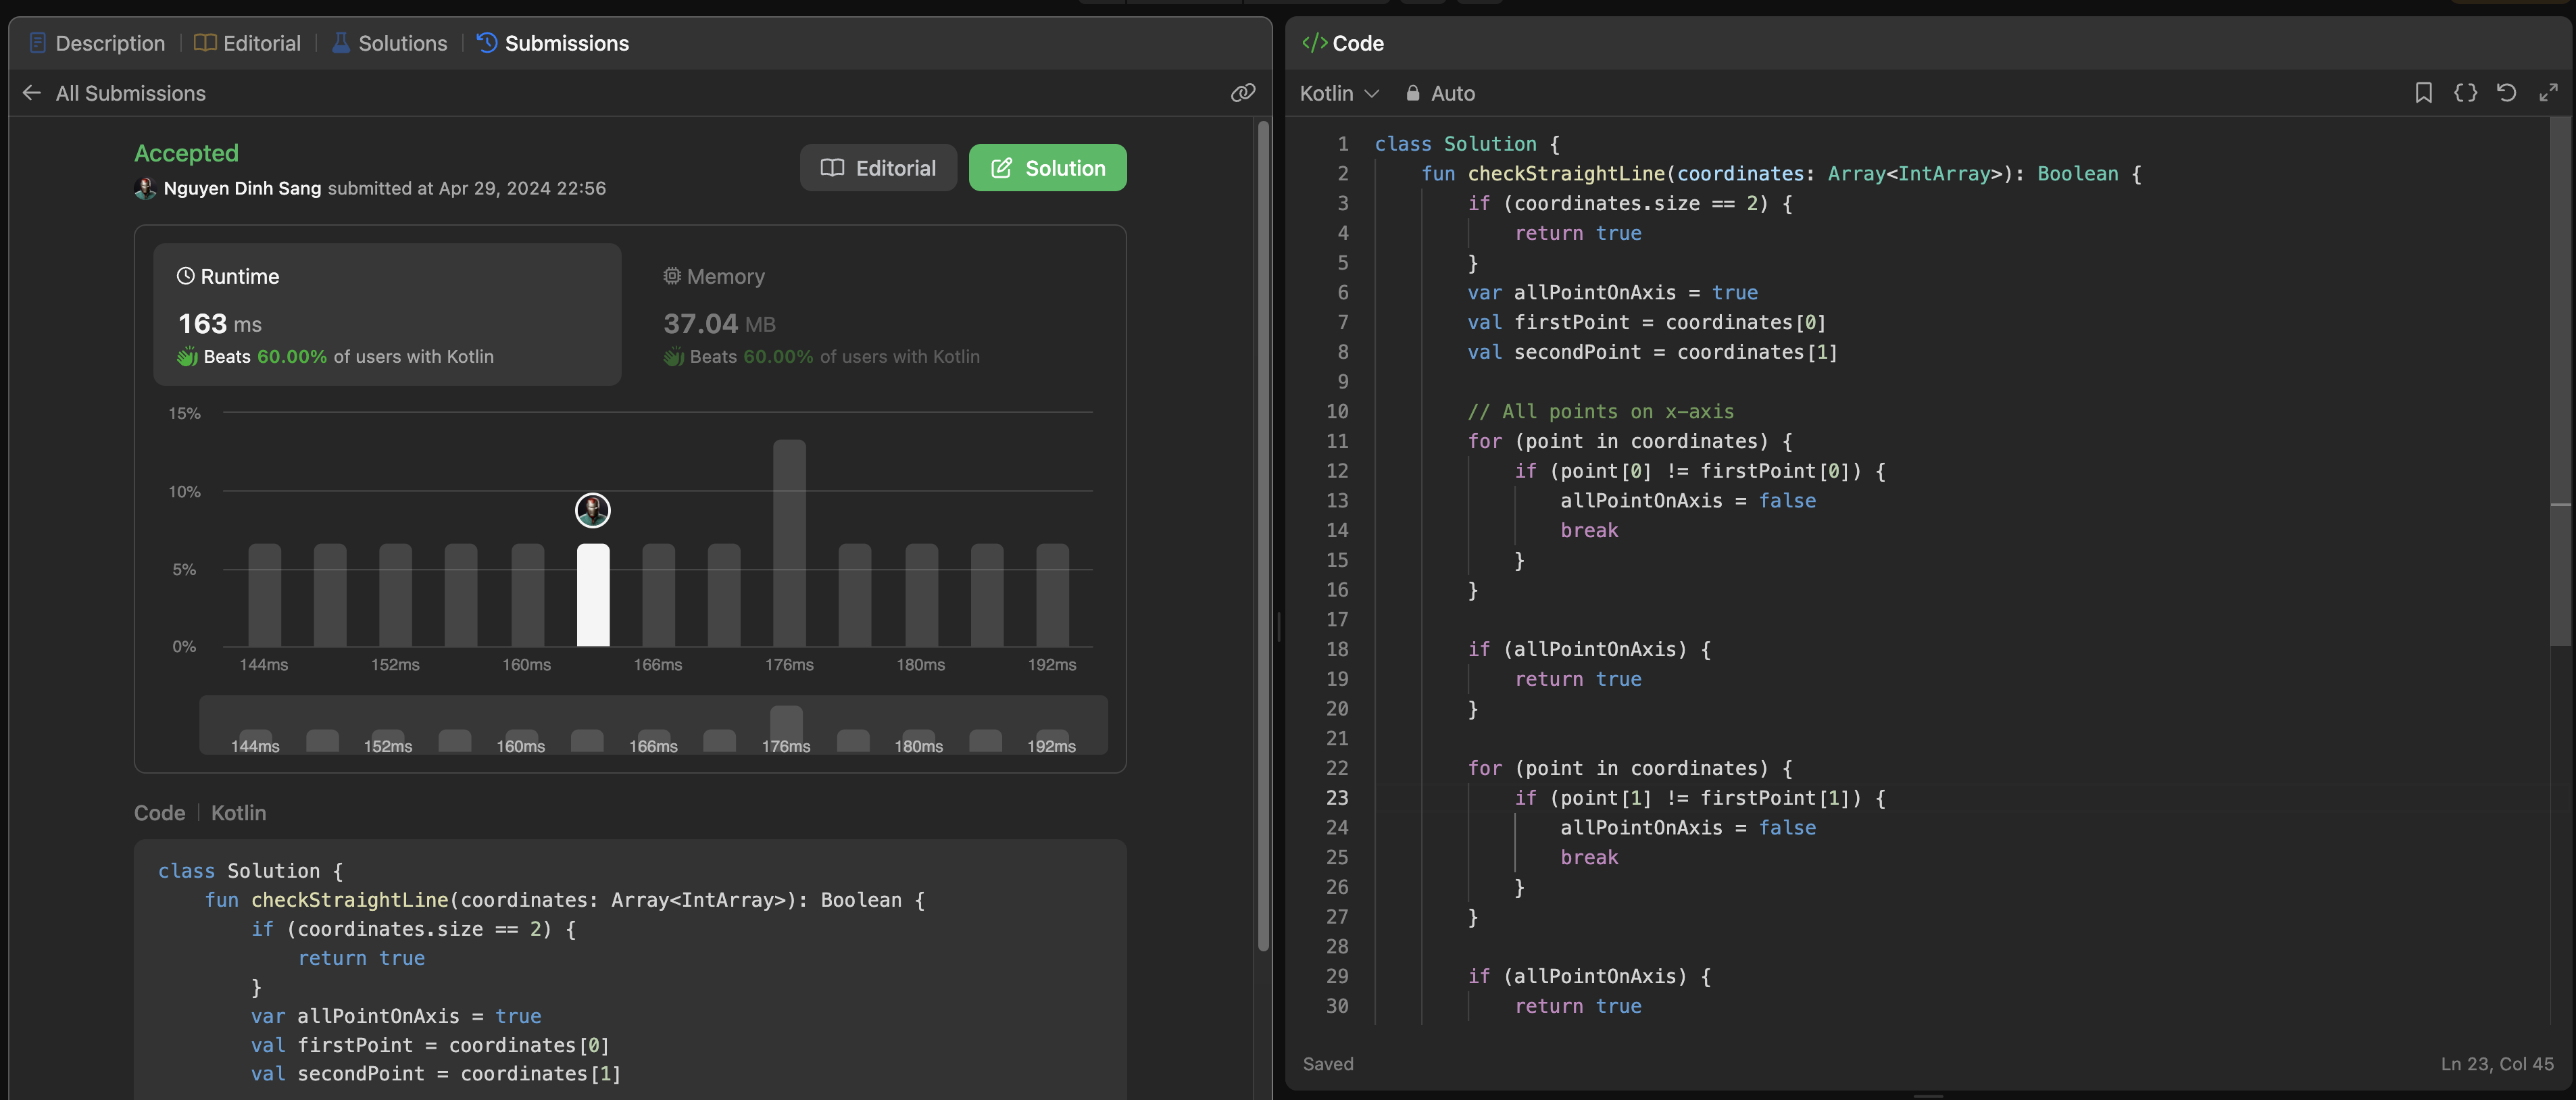 Description | Editorial | Solutions | Submissions
All Submissions
Accepted
Nguyen Dinh Sang submitted at Apr 29, 2024 22:56
Editorial
Solution
Runtime
163 ms
Beats 60.00% of users with Kotlin
Memory
37.04 MB
Beats 60.00% of users with Kotlin
15%
10%
5%
0%
144ms 152ms 160ms 166ms 176ms 180ms 192ms
144ms 152ms 160ms 166ms 176ms 180ms 192ms
Code | Kotlin
class Solution {
    fun checkStraightLine(coordinates: Array<IntArray>): Boolean {
        if (coordinates.size == 2) {
            return true
        }
        var allPointOnAxis = true
        val firstPoint = coordinates[0]
        val secondPoint = coordinates[1]
</> Code
Kotlin Auto
1 class Solution {
2     fun checkStraightLine(coordinates: Array<IntArray>): Boolean {
3         if (coordinates.size == 2) {
4             return true
5         }
6         var allPointOnAxis = true
7         val firstPoint = coordinates[0]
8         val secondPoint = coordinates[1]
9
10         // All points on x-axis
11         for (point in coordinates) {
12             if (point[0] != firstPoint[0]) {
13                 allPointOnAxis = false
14                 break
15             }
16         }
17
18         if (allPointOnAxis) {
19             return true
20         }
21
22         for (point in coordinates) {
23             if (point[1] != firstPoint[1]) {
24                 allPointOnAxis = false
25                 break
26             }
27         }
28
29         if (allPointOnAxis) {
30             return true
Saved
Ln 23, Col 45